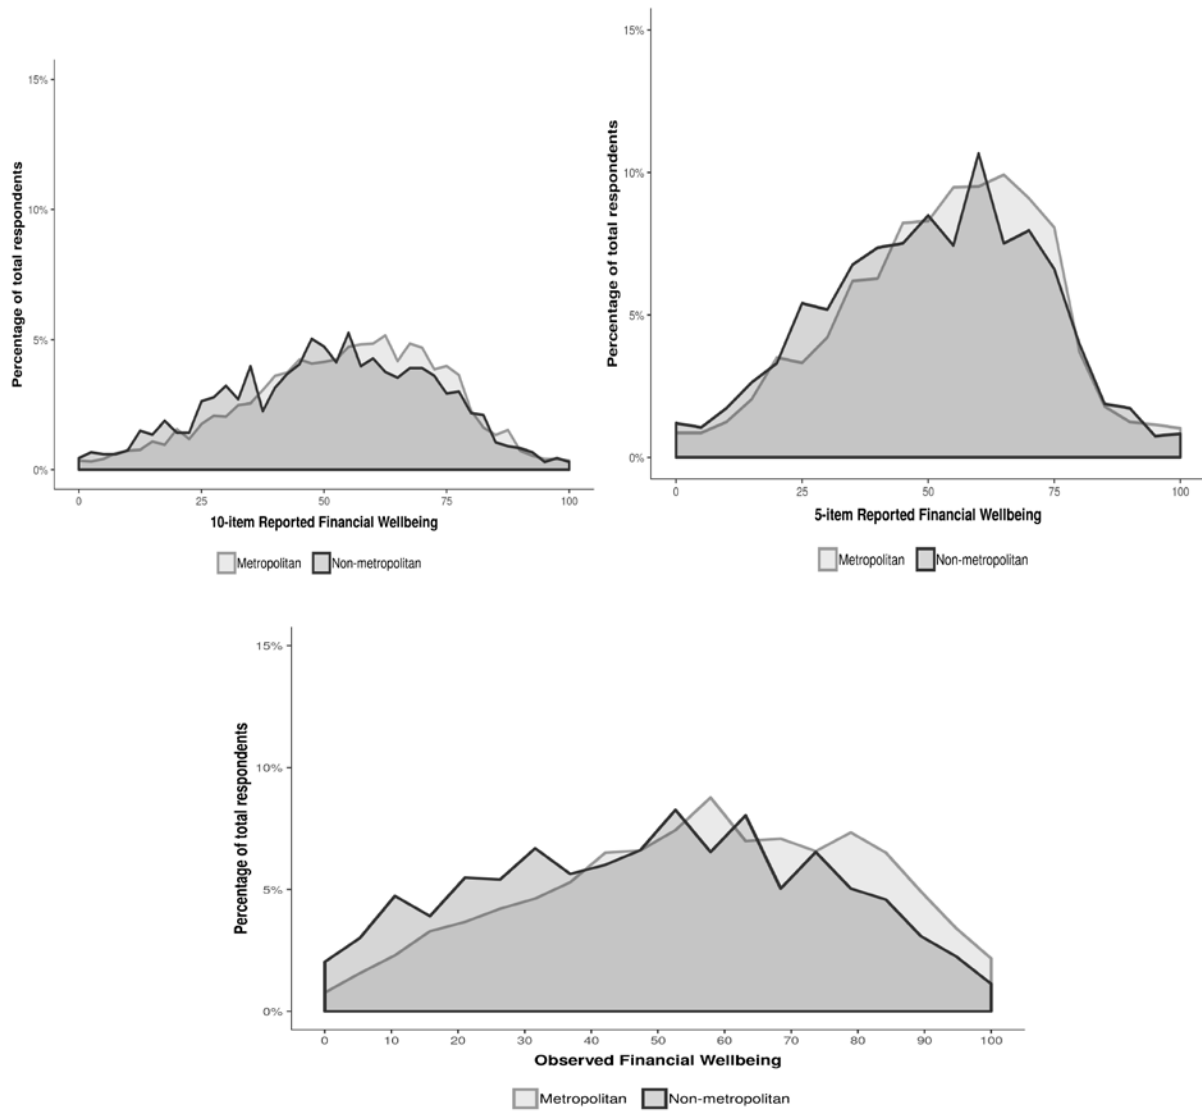 Percentage of total respondents
15%
10%
5%
0%
0 25 50 75 100
10-item Reported Financial Wellbeing
Metropolitan Non-metropolitan
Percentage of total respondents
15%
10%
5%
0%
0 25 50 75 100
5-item Reported Financial Wellbeing
Metropolitan Non-metropolitan
Percentage of total respondents
15%
10%
5%
0%
0 10 20 30 40 50 60 70 80 90 100
Observed Financial Wellbeing
Metropolitan Non-metropolitan